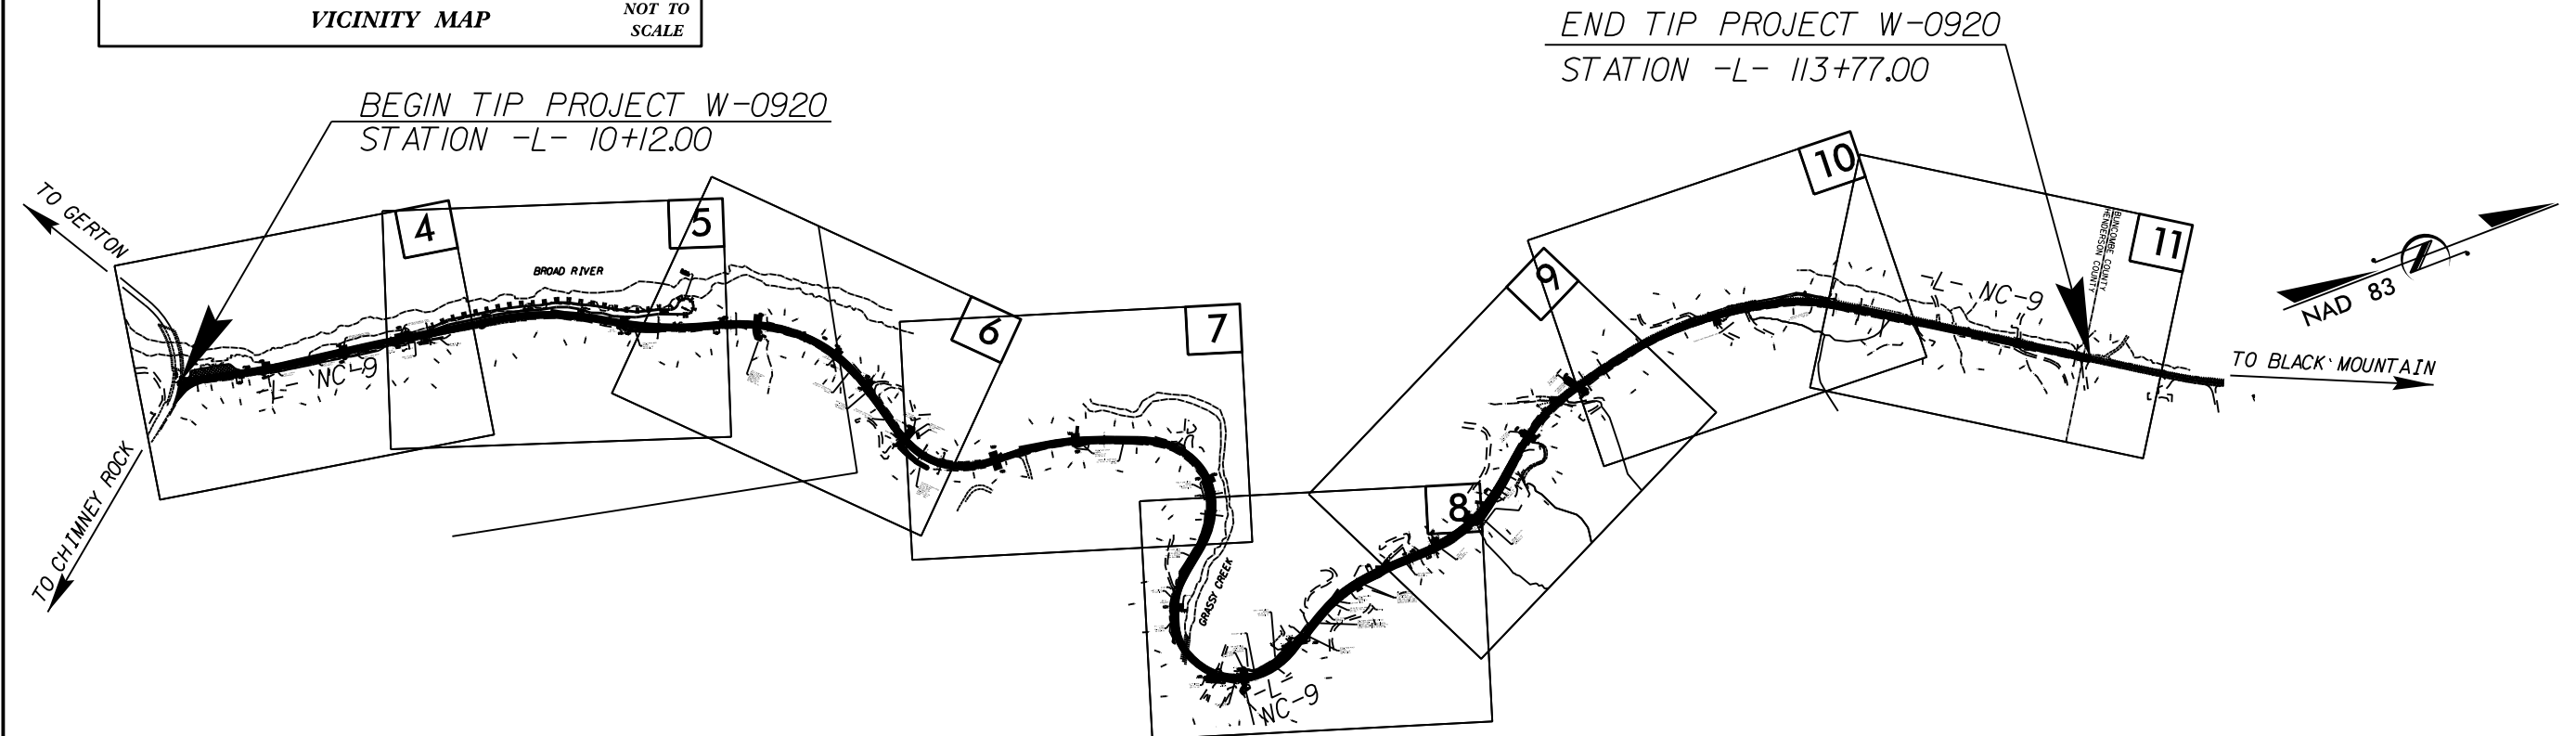 VICINITY MAP
NOT TO
SCALE
END TIP PROJECT W-0920
STATION -L- 113+77.00
BEGIN TIP PROJECT W-0920
STATION -L- 10+12.00
TO GERTON
4
5
BROAD RIVER
6
7
8
9
10
11
BUNCOMBE COUNTY
HENDERSON COUNTY
-L- NC-9
NAD 83
TO BLACK MOUNTAIN
-L- NC-9
TO CHIMNEY ROCK
GRASSY CREEK
-L-
NC-9